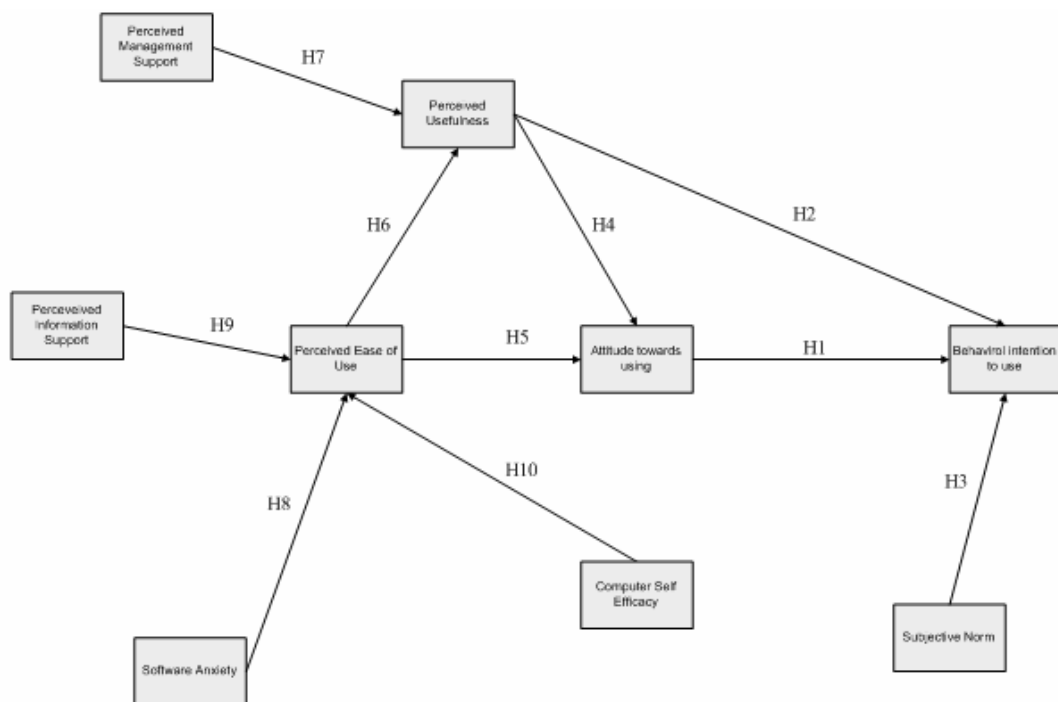 Perceived
Management
Support
H7
Perceived
Usefulness
H6
H4
H2
Perceveived
Information
Support
H9
Perceived Ease of
Use
H5
Attitude towards
using
H1
Behavirol intention
to use
H8
H10
H3
Computer Self
Efficacy
Subjective Norm
Software Anxiety